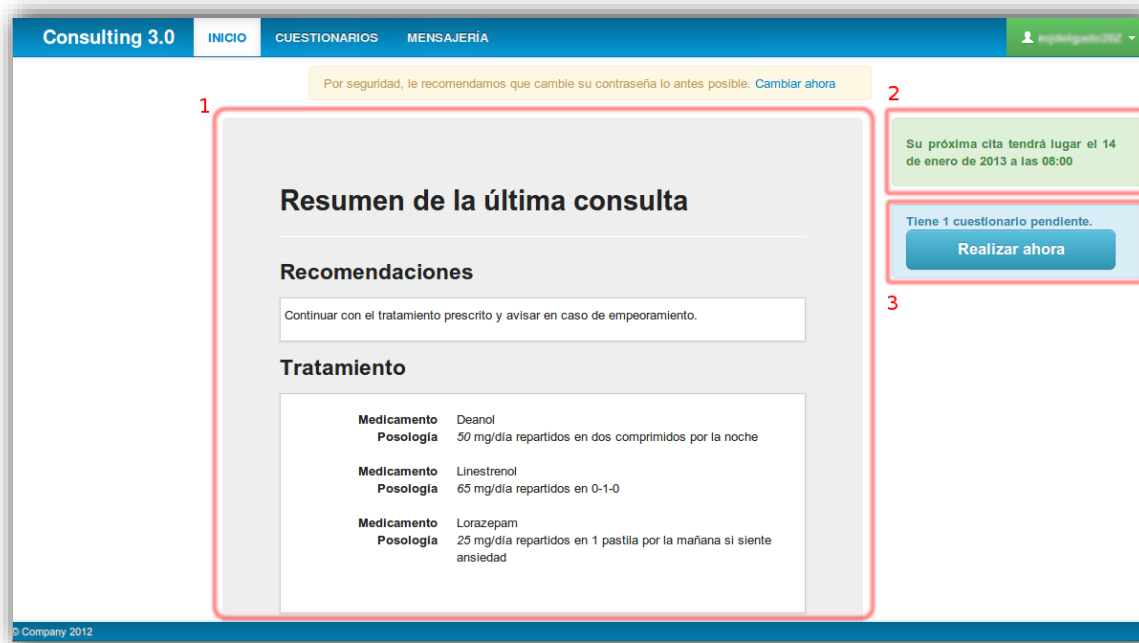 Consulting 3.0 INICIO CUESTIONARIOS MENSAJERÍA
Por seguridad, le recomendamos que cambie su contraseña lo antes posible. Cambiar ahora
1
2
Su próxima cita tendrá lugar el 14
de enero de 2013 a las 08:00
Resumen de la última consulta
Tiene 1 cuestionario pendiente.
Realizar ahora
3
Recomendaciones
Continuar con el tratamiento prescrito y avisar en caso de empeoramiento.
Tratamiento
Medicamento Deanol
Posología 50 mg/día repartidos en dos comprimidos por la noche
Medicamento Linestrenol
Posología 65 mg/día repartidos en 0-1-0
Medicamento Lorazepam
Posología 25 mg/día repartidos en 1 pastila por la mañana si siente
ansiedad
© Company 2012